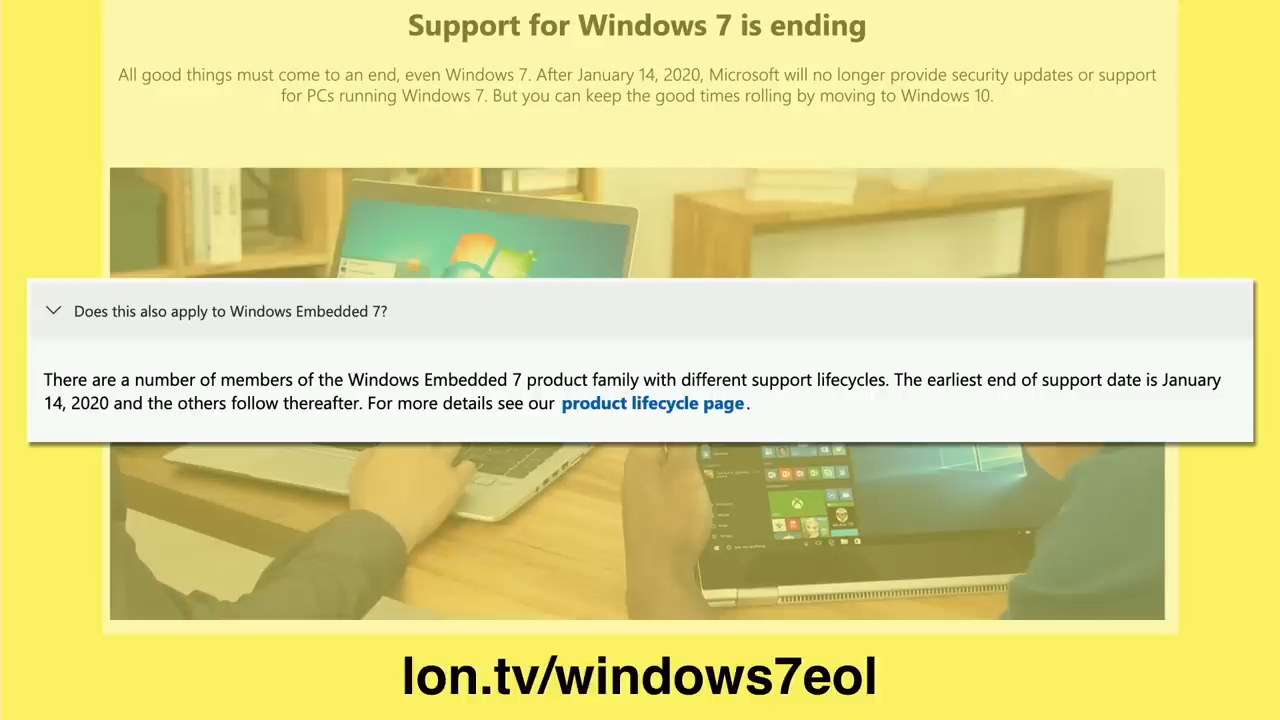 Support for Windows 7 is ending
All good things must come to an end, even Windows 7. After January 14, 2020, Microsoft will no longer provide security updates or support
for PCs running Windows 7. But you can keep the good times rolling by moving to Windows 10.
Does this also apply to Windows Embedded 7?
There are a number of members of the Windows Embedded 7 product family with different support lifecycles. The earliest end of support date is January
14, 2020 and the others follow thereafter. For more details see our product lifecycle page.
lon.tv/windows7eol